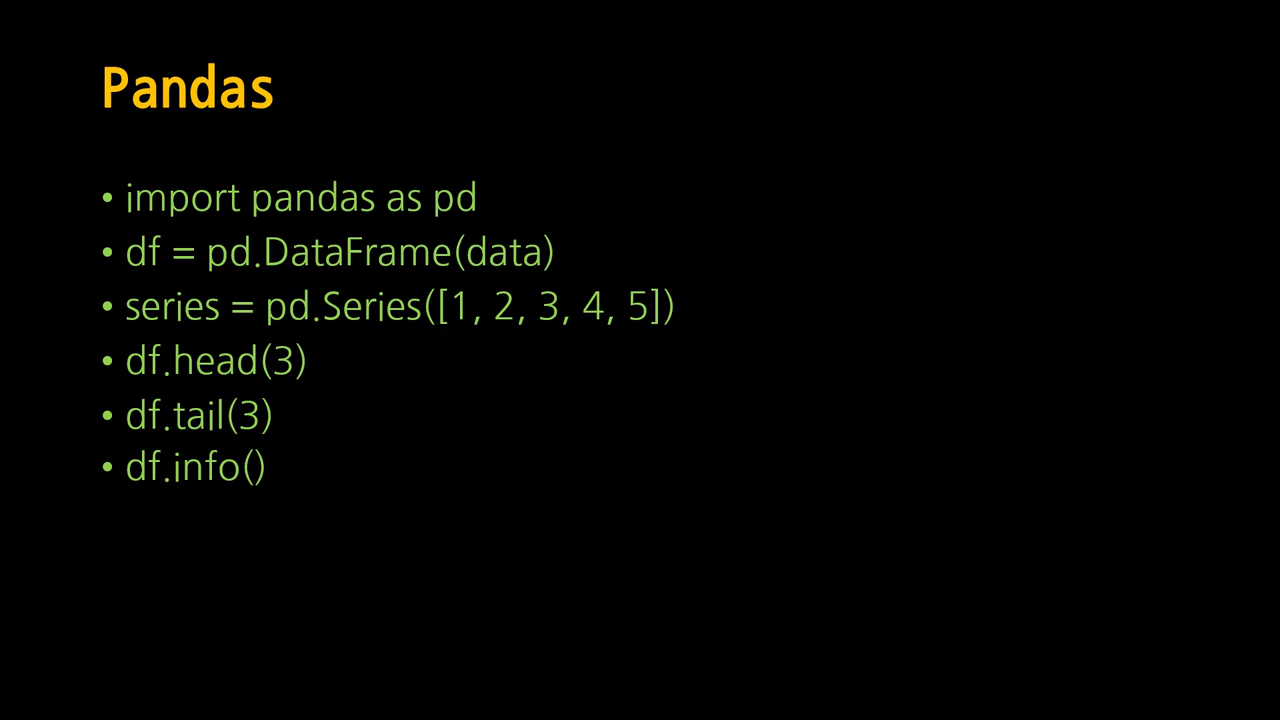 Pandas
• import pandas as pd
• df = pd.DataFrame(data)
• series = pd.Series([1, 2, 3, 4, 5])
• df.head(3)
• df.tail(3)
• df.info()